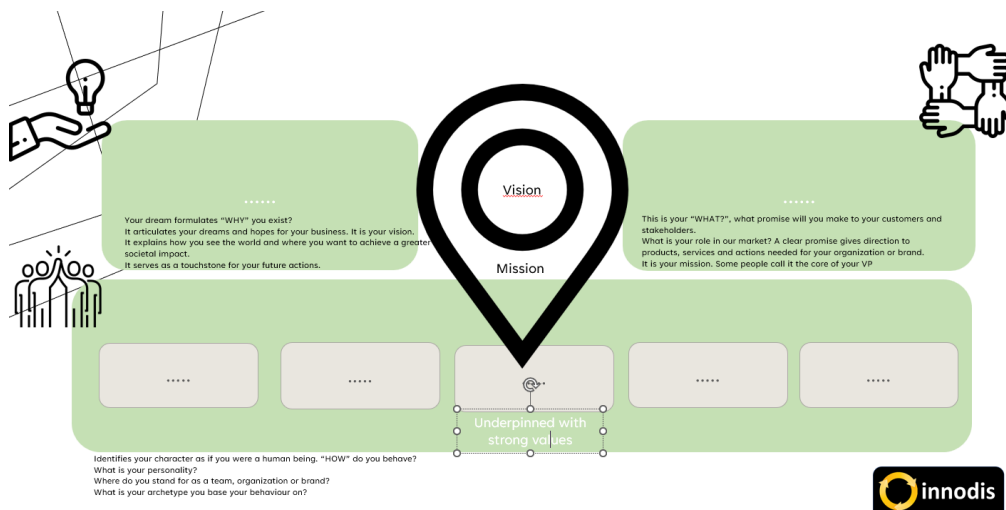 Vision
Mission
......
Your dream formulates “WHY” you exist?
It articulates your dreams and hopes for your business. It is your vision.
It explains how you see the world and where you want to achieve a greater
societal impact.
It serves as a touchstone for your future actions.
......
This is your “WHAT?”, what promise will you make to your customers and
stakeholders.
What is your role in our market? A clear promise gives direction to
products, services and actions needed for your organization or brand.
It is your mission. Some people call it the core of your VP
.....
.....
.....
.....
.....
Underpinned with
strong values
Identifies your character as if you were a human being. “HOW” do you behave?
What is your personality?
Where do you stand for as a team, organization or brand?
What is your archetype you base your behaviour on?
innodis